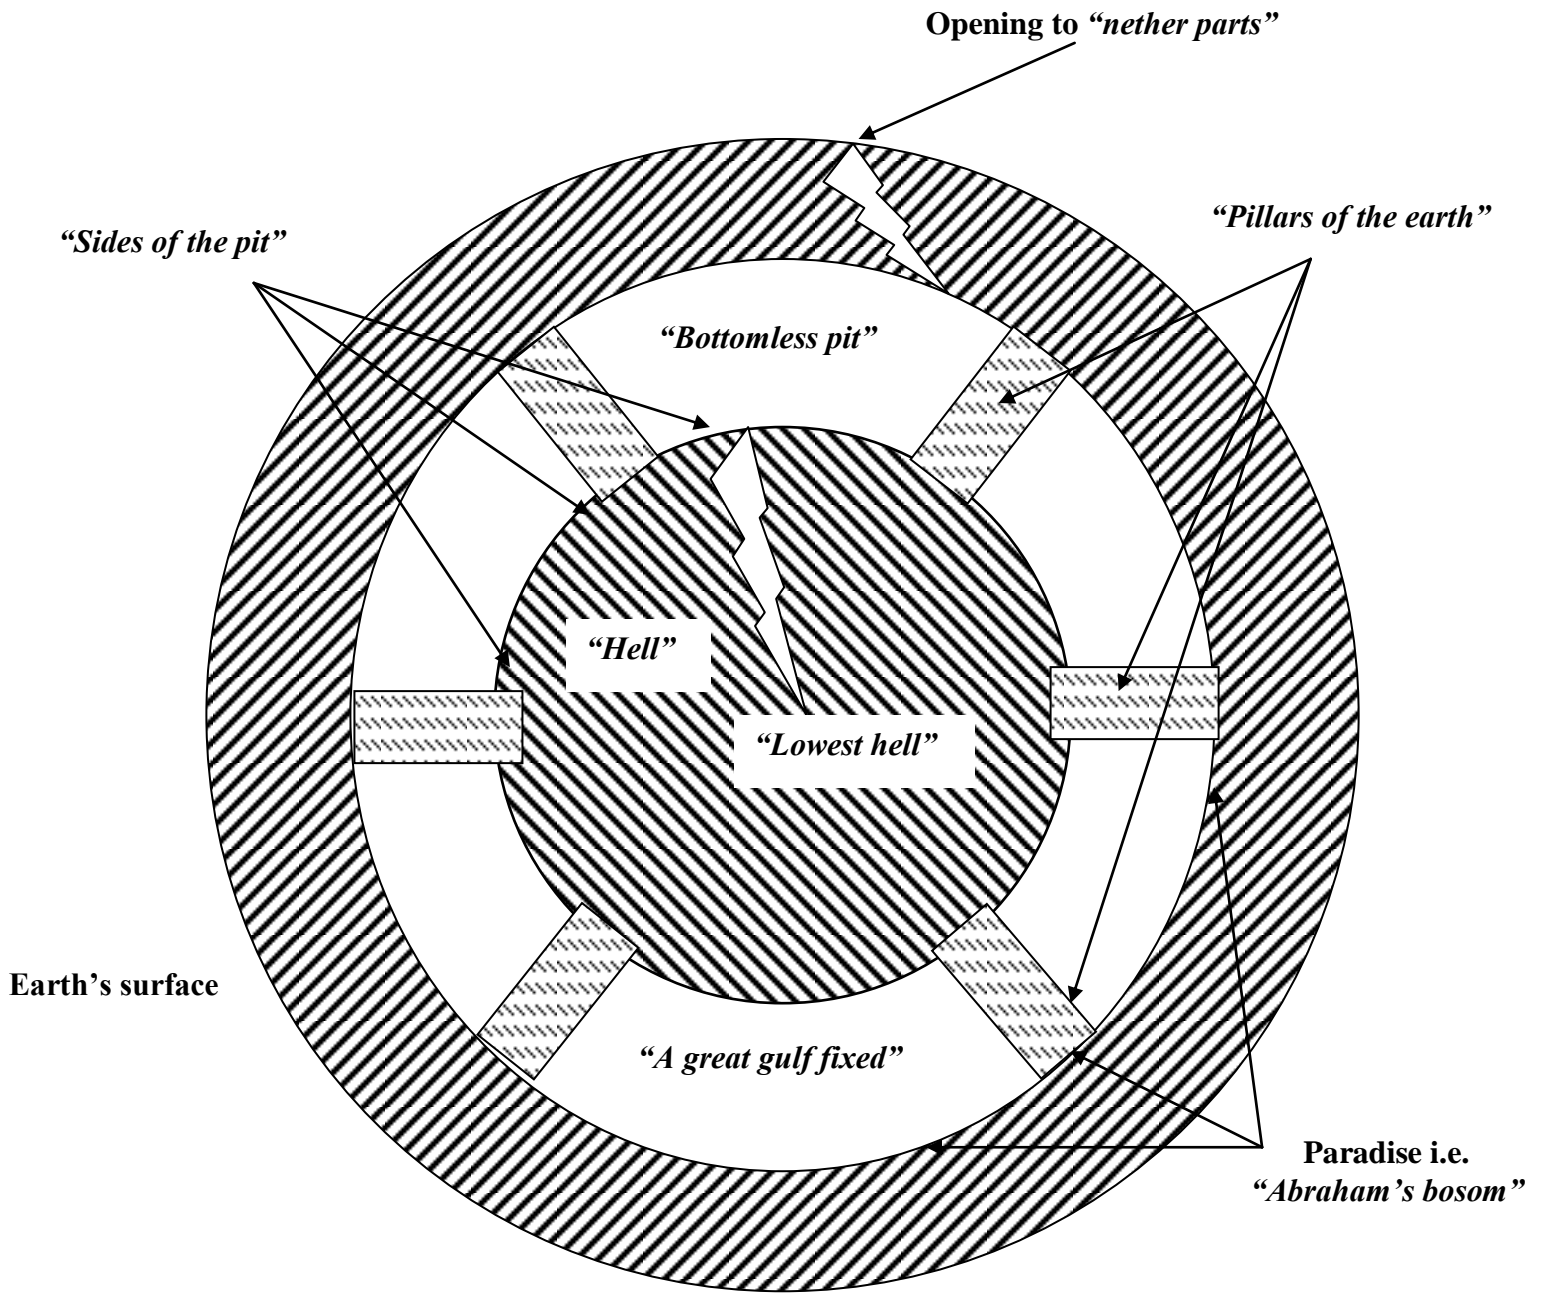 Opening to “nether parts”
“Pillars of the earth”
“Sides of the pit”
“Bottomless pit”
“Hell”
“Lowest hell”
Earth’s surface
“A great gulf fixed”
Paradise i.e.
“Abraham’s bosom”